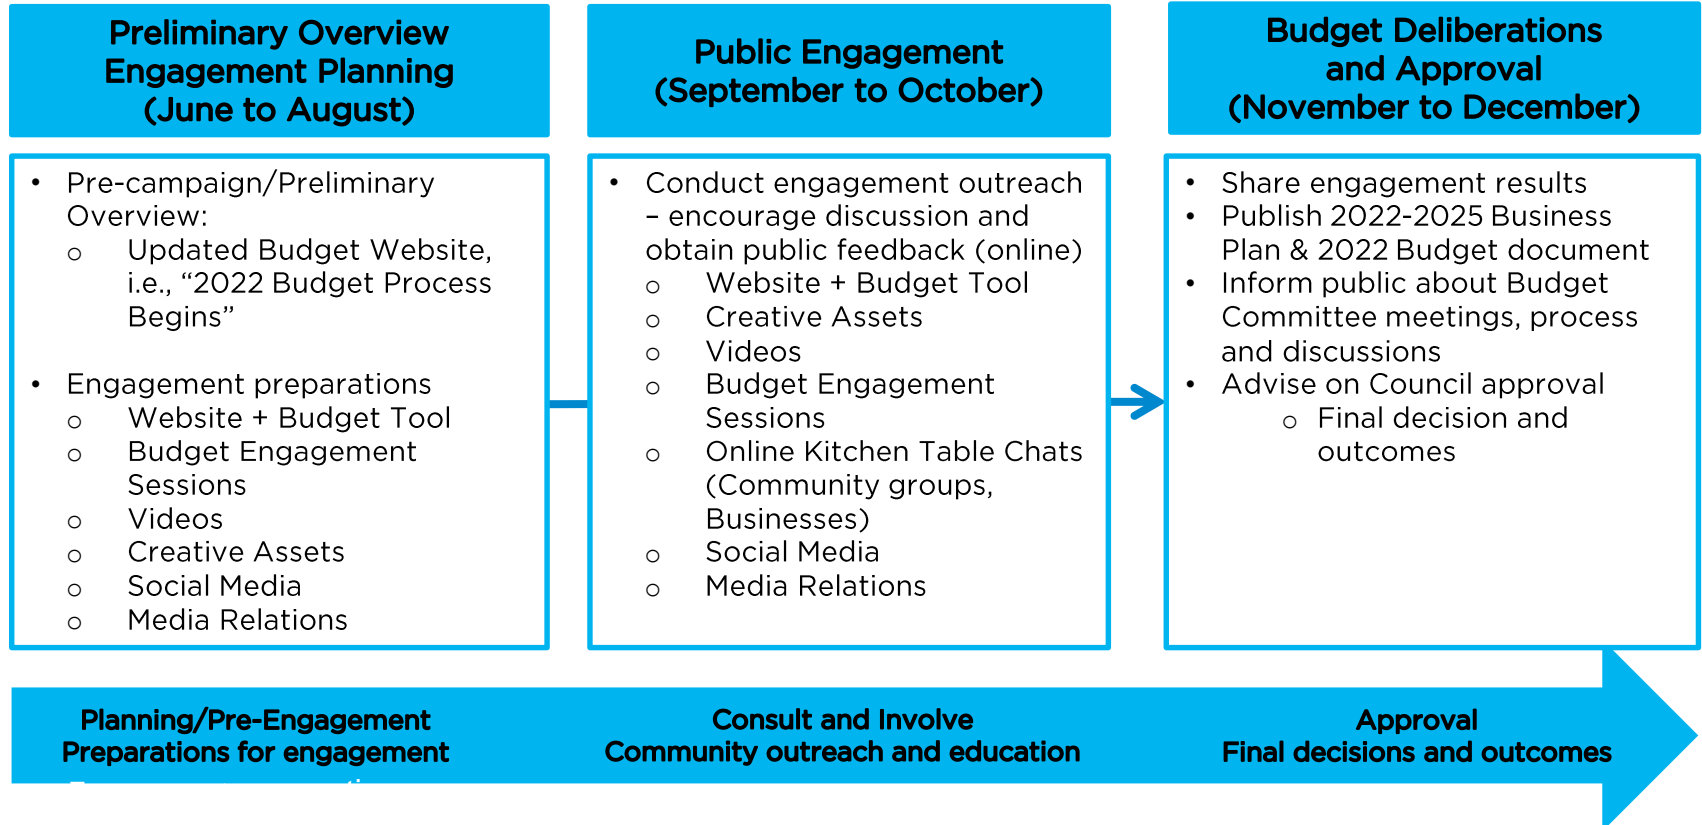 Preliminary Overview
Engagement Planning
(June to August)
• Pre-campaign/Preliminary
Overview:
o Updated Budget Website,
i.e., “2022 Budget Process
Begins”
• Engagement preparations
o Website + Budget Tool
o Budget Engagement
Sessions
o Videos
o Creative Assets
o Social Media
o Media Relations
Public Engagement
(September to October)
• Conduct engagement outreach
– encourage discussion and
obtain public feedback (online)
o Website + Budget Tool
o Creative Assets
o Videos
o Budget Engagement
Sessions
o Online Kitchen Table Chats
(Community groups,
Businesses)
o Social Media
o Media Relations
Budget Deliberations
and Approval
(November to December)
• Share engagement results
• Publish 2022-2025 Business
Plan & 2022 Budget document
• Inform public about Budget
Committee meetings, process
and discussions
• Advise on Council approval
o Final decision and
outcomes
Planning/Pre-Engagement
Preparations for engagement
Consult and Involve
Community outreach and education
Approval
Final decisions and outcomes